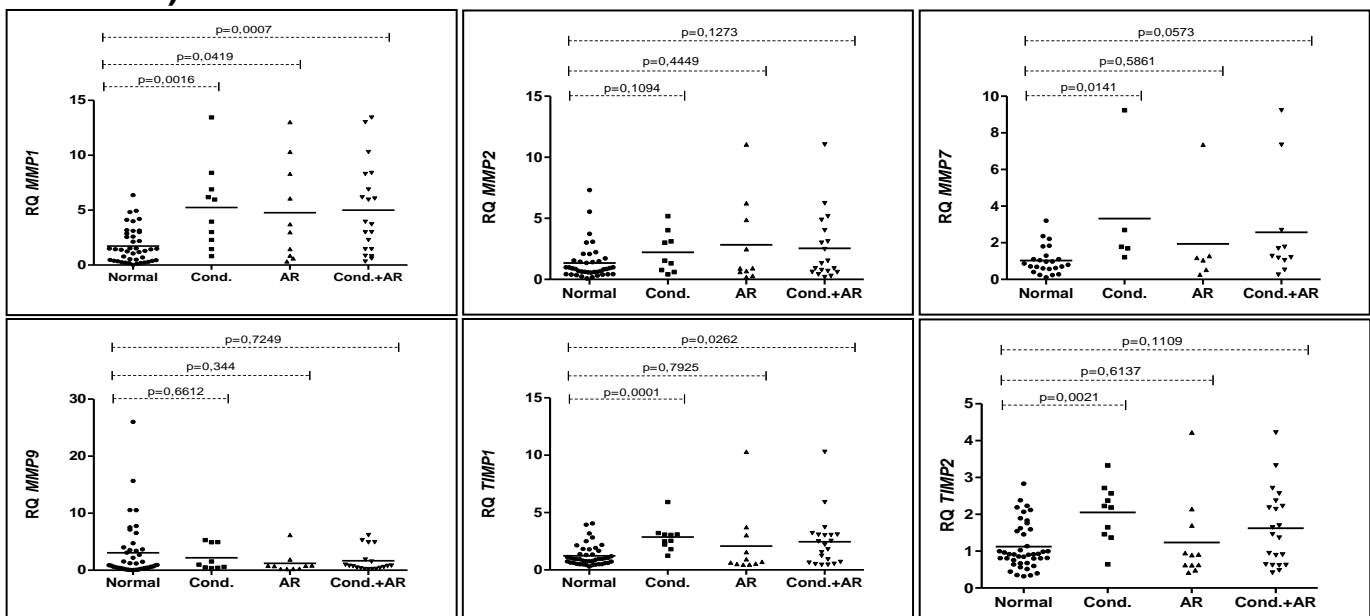 )
p=0,0007
p=0,0419
p=0,0016
15
10
5
0
RQ MMP1
Normal Cond. AR Cond.+AR
p=0,1273
p=0,4449
p=0,1094
15
10
5
0
RQ MMP2
Normal Cond. AR Cond.+AR
p=0,0573
p=0,5861
p=0,0141
10
8
6
4
2
0
RQ MMP7
Normal Cond. AR Cond.+AR
p=0,7249
p=0,344
p=0,6612
30
20
10
0
RQ MMP9
Normal Cond. AR Cond.+AR
p=0,0262
p=0,7925
p=0,0001
15
10
5
0
RQ TIMP1
Normal Cond. AR Cond.+AR
p=0,1109
p=0,6137
p=0,0021
5
4
3
2
1
0
RQ TIMP2
Normal Cond. AR Cond.+AR